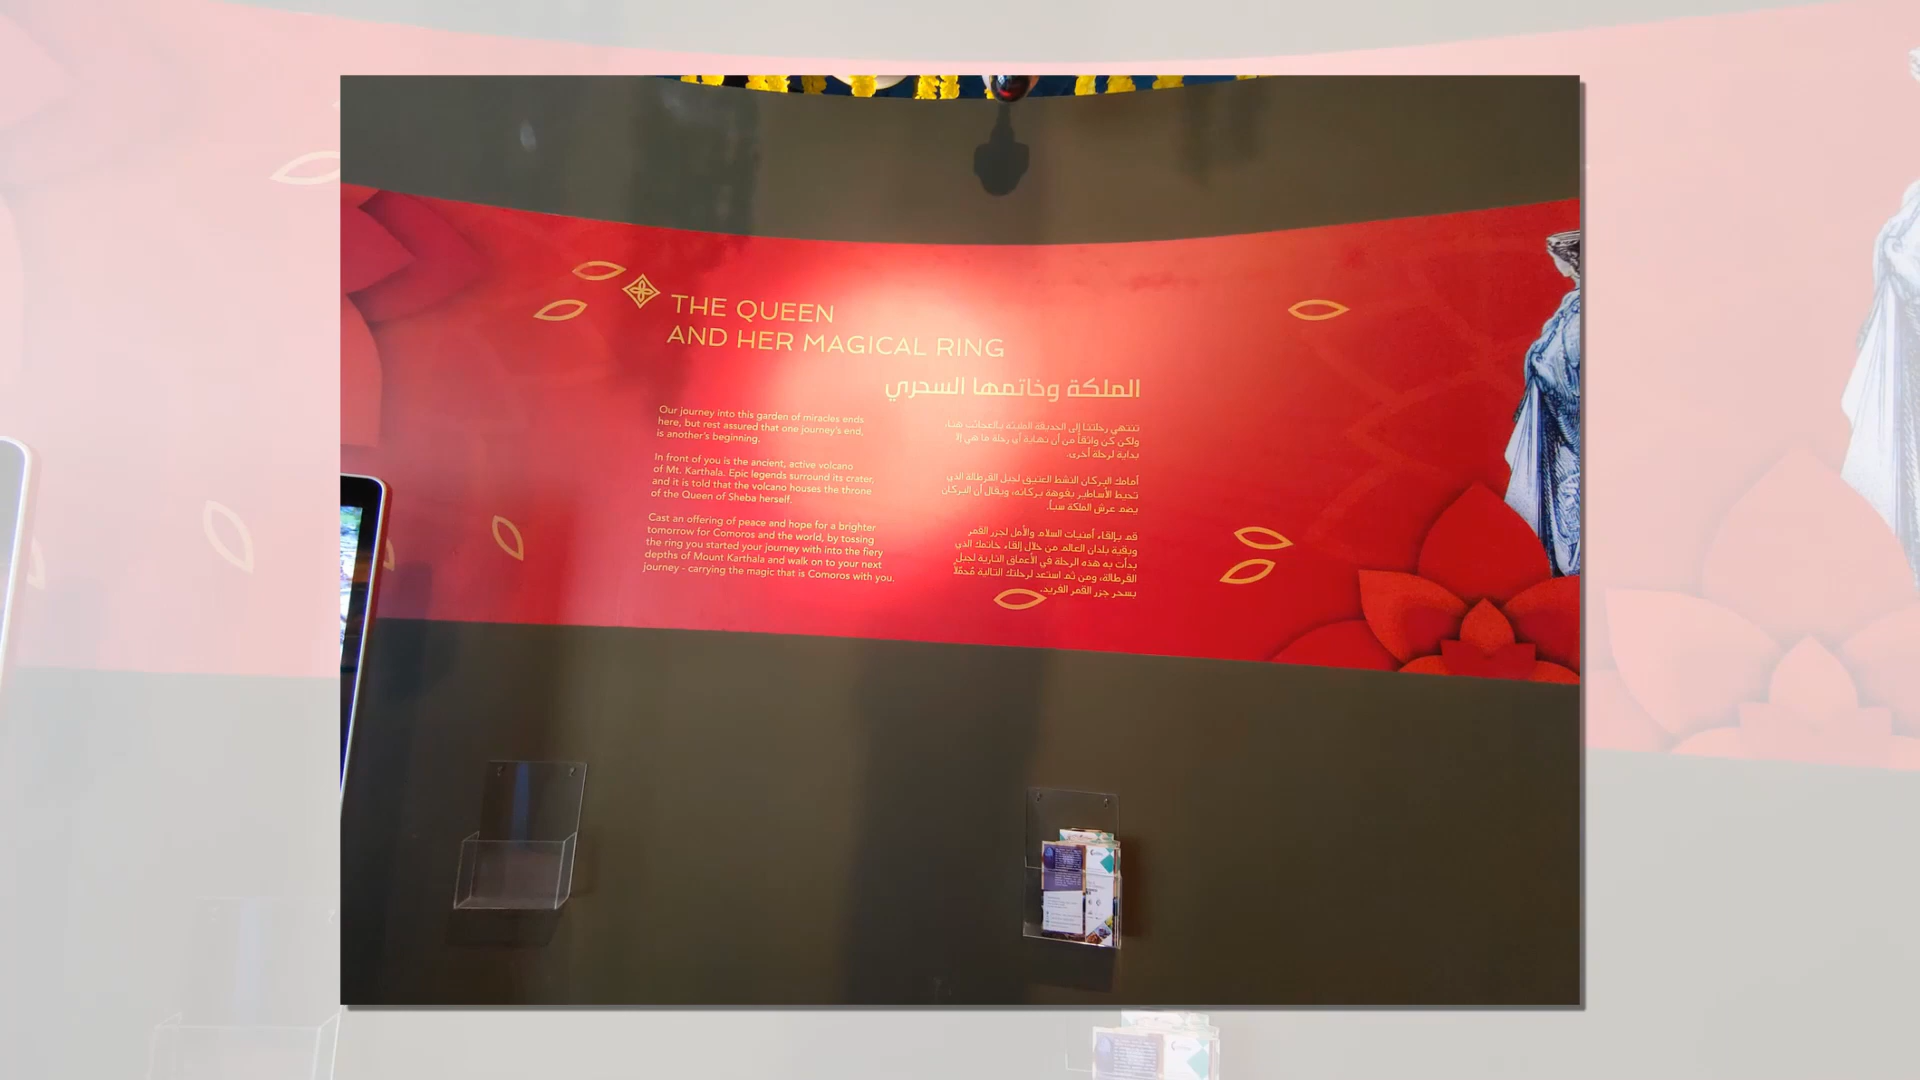 THE QUEEN
AND HER MAGICAL RING
الملكة وخاتمها السحري
Our journey into this garden of miracles ends
here, but rest assured that one journey's end,
is another's beginning.
In front of you is the ancient, active volcano
of Mt. Karthala. Epic legends surround its crater,
and it is told that the volcano houses the throne
of the Queen of Sheba herself.
Cast an offering of peace and hope for a brighter
tomorrow for Comoros and the world, by tossing
the ring you started your journey with into the fiery
depths of Mount Karthala and walk on to your next
journey - carrying the magic that is Comoros with you.
تنتهي رحلتنا إلى الحديقة المليئة بالعجائب هنا،
ولكن كن واثقاً من أن نهاية أي رحلة ما هي إلا
بداية لرحلة أخرى.
أمامك البركان النشط العتيق لجبل القرطالة الذي
تحيط الأساطير بفوهة بركانه، ويقال أن البركان
يضم عرش الملكة سبأ.
قم بإلقاء أمنيات السلام والأمل لجزر القمر
وبقية بلدان العالم من خلال إلقاء خاتمك الذي
بدأت به هذه الرحلة في الأعماق النارية لجبل
القرطالة، ومن ثم استعد لرحلتك التالية مُحمّلاً
بسحر جزر القمر الفريد.